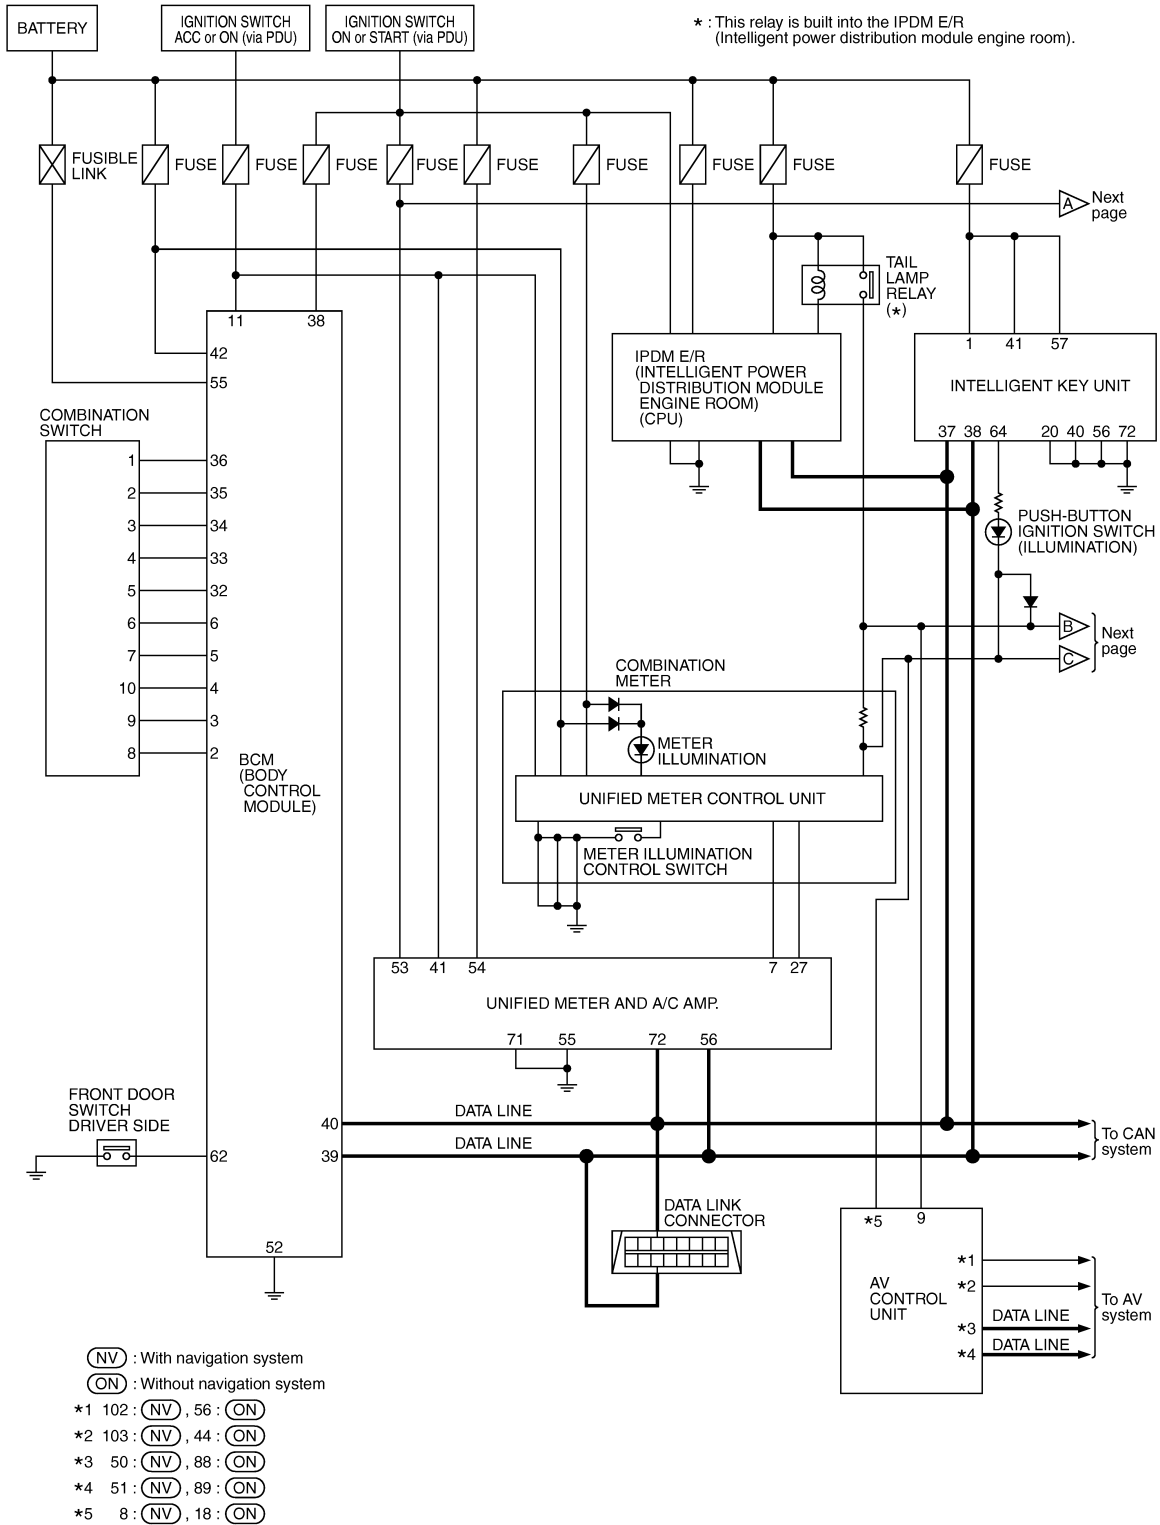 BATTERY
IGNITION SWITCH
ACC or ON (via PDU)
IGNITION SWITCH
ON or START (via PDU)
* : This relay is built into the IPDM E/R
(Intelligent power distribution module engine room).
FUSIBLE
LINK
FUSE
FUSE
FUSE
FUSE
FUSE
FUSE
FUSE
FUSE
FUSE
A
Next
page
TAIL
LAMP
RELAY
(*)
11
38
42
55
IPDM E/R
(INTELLIGENT POWER
DISTRIBUTION MODULE
ENGINE ROOM)
(CPU)
1 41 57
INTELLIGENT KEY UNIT
37 38 64 20 40 56 72
COMBINATION
SWITCH
1 36
2 35
3 34
4 33
5 32
6 6
7 5
10 4
9 3
8 2
BCM
(BODY
CONTROL
MODULE)
PUSH-BUTTON
IGNITION SWITCH
(ILLUMINATION)
B
C
Next
page
COMBINATION
METER
METER
ILLUMINATION
UNIFIED METER CONTROL UNIT
METER ILLUMINATION
CONTROL SWITCH
53 41 54 7 27
UNIFIED METER AND A/C AMP.
71 55 72 56
FRONT DOOR
SWITCH
DRIVER SIDE
62
40
DATA LINE
39
DATA LINE
To CAN
system
52
DATA LINK
CONNECTOR
*5 9
AV
CONTROL
UNIT
*1
*2
*3
DATA LINE
*4
DATA LINE
To AV
system
NV : With navigation system
ON : Without navigation system
*1 102 : NV , 56 : ON
*2 103 : NV , 44 : ON
*3 50 : NV , 88 : ON
*4 51 : NV , 89 : ON
*5 8 : NV , 18 : ON